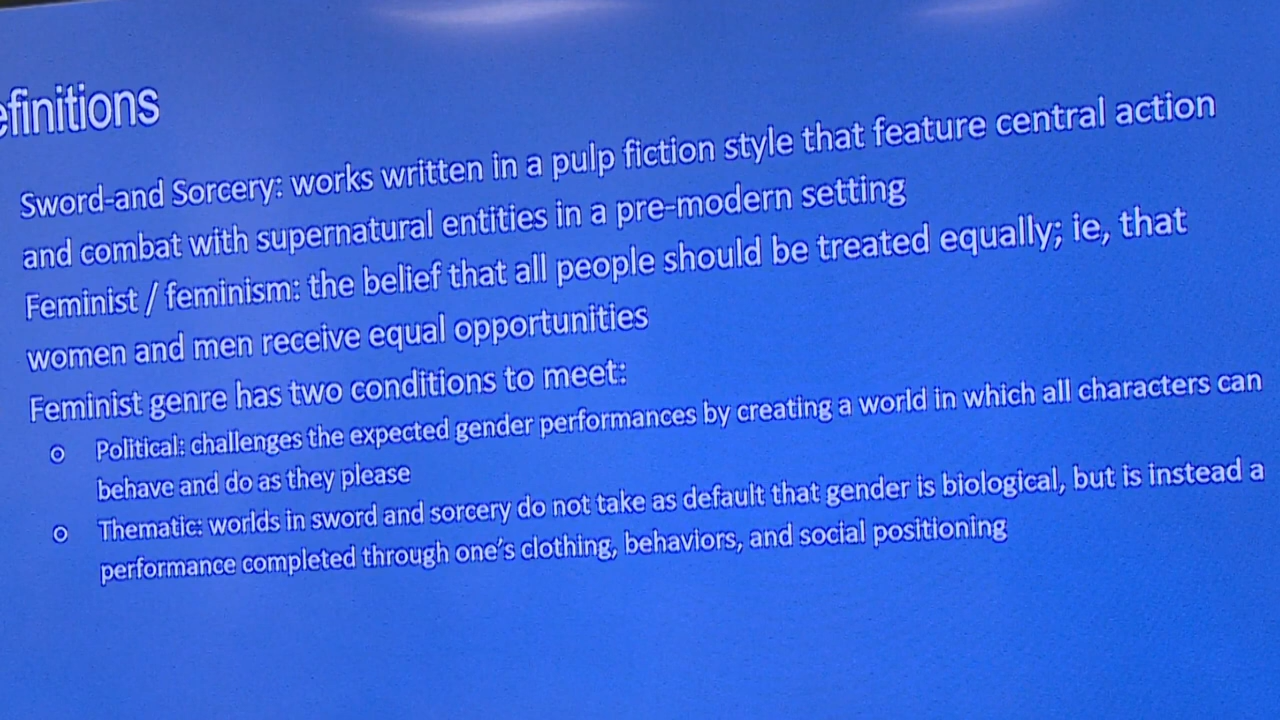 efinitions
Sword-and Sorcery: works written in a pulp fiction style that feature central action
and combat with supernatural entities in a pre-modern setting
Feminist / feminism: the belief that all people should be treated equally; ie, that
women and men receive equal opportunities
Feminist genre has two conditions to meet:
o Political: challenges the expected gender performances by creating a world in which all characters can
behave and do as they please
o Thematic: worlds in sword and sorcery do not take as default that gender is biological, but is instead a
performance completed through one's clothing, behaviors, and social positioning